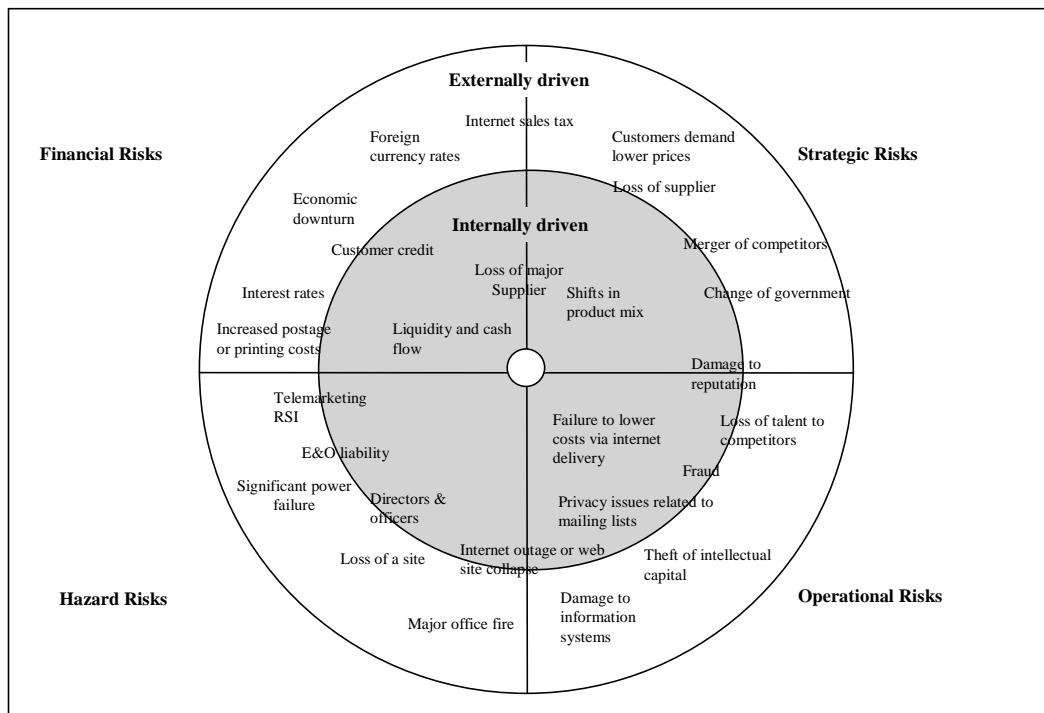 Externally driven
Internet sales tax
Foreign
currency rates
Customers demand
lower prices
Financial Risks
Strategic Risks
Loss of supplier
Economic
downturn
Internally driven
Customer credit
Merger of competitors
Loss of major
Supplier
Shifts in
product mix
Interest rates
Change of government
Increased postage
or printing costs
Liquidity and cash
flow
Damage to
reputation
Telemarketing
RSI
Failure to lower
costs via internet
delivery
Loss of talent to
competitors
E&O liability
Fraud
Significant power
failure
Directors &
officers
Privacy issues related to
mailing lists
Loss of a site
Internet outage or web
site collapse
Theft of intellectual
capital
Hazard Risks
Operational Risks
Damage to
information
systems
Major office fire